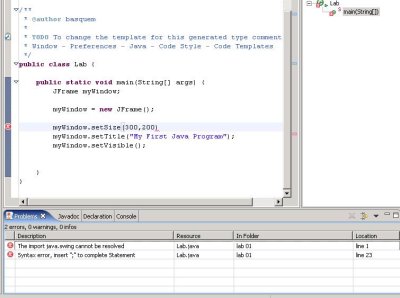 Lab
main(String[])
/**
* @author basquem
*
* TODO To change the template for this generated type comment
* Window - Preferences - Java - Code Style - Code Templates
*/
public class Lab {
public static void main(String[] args) {
JFrame myWindow;
myWindow = new JFrame();
myWindow.setSize(300,200)
myWindow.setTitle("My First Java Program");
myWindow.setVisible();
}
}
Problems Javadoc Declaration Console
2 errors, 0 warnings, 0 infos
Description Resource In Folder Location
The import java.swing cannot be resolved Lab.java lab 01 line 1
Syntax error, insert ";" to complete Statement Lab.java lab 01 line 23